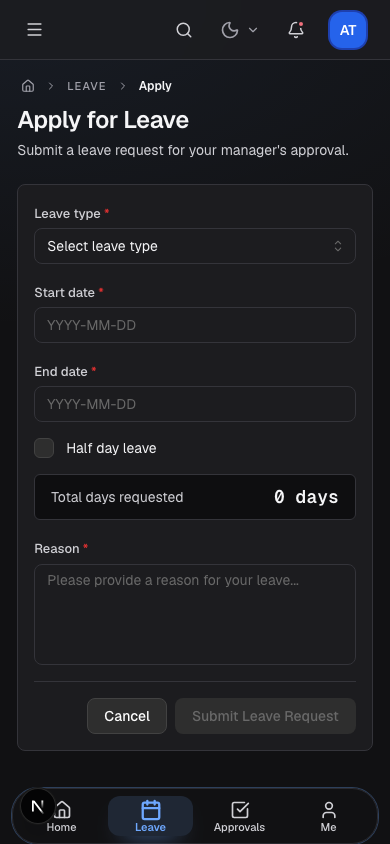 AT
LEAVE
Apply
Apply for Leave
Submit a leave request for your manager's approval.
Leave type *
Select leave type
Start date *
YYYY-MM-DD
End date *
YYYY-MM-DD
Half day leave
Total days requested
0 days
Reason *
Please provide a reason for your leave...
Cancel
Submit Leave Request
N
Home
Leave
Approvals
Me